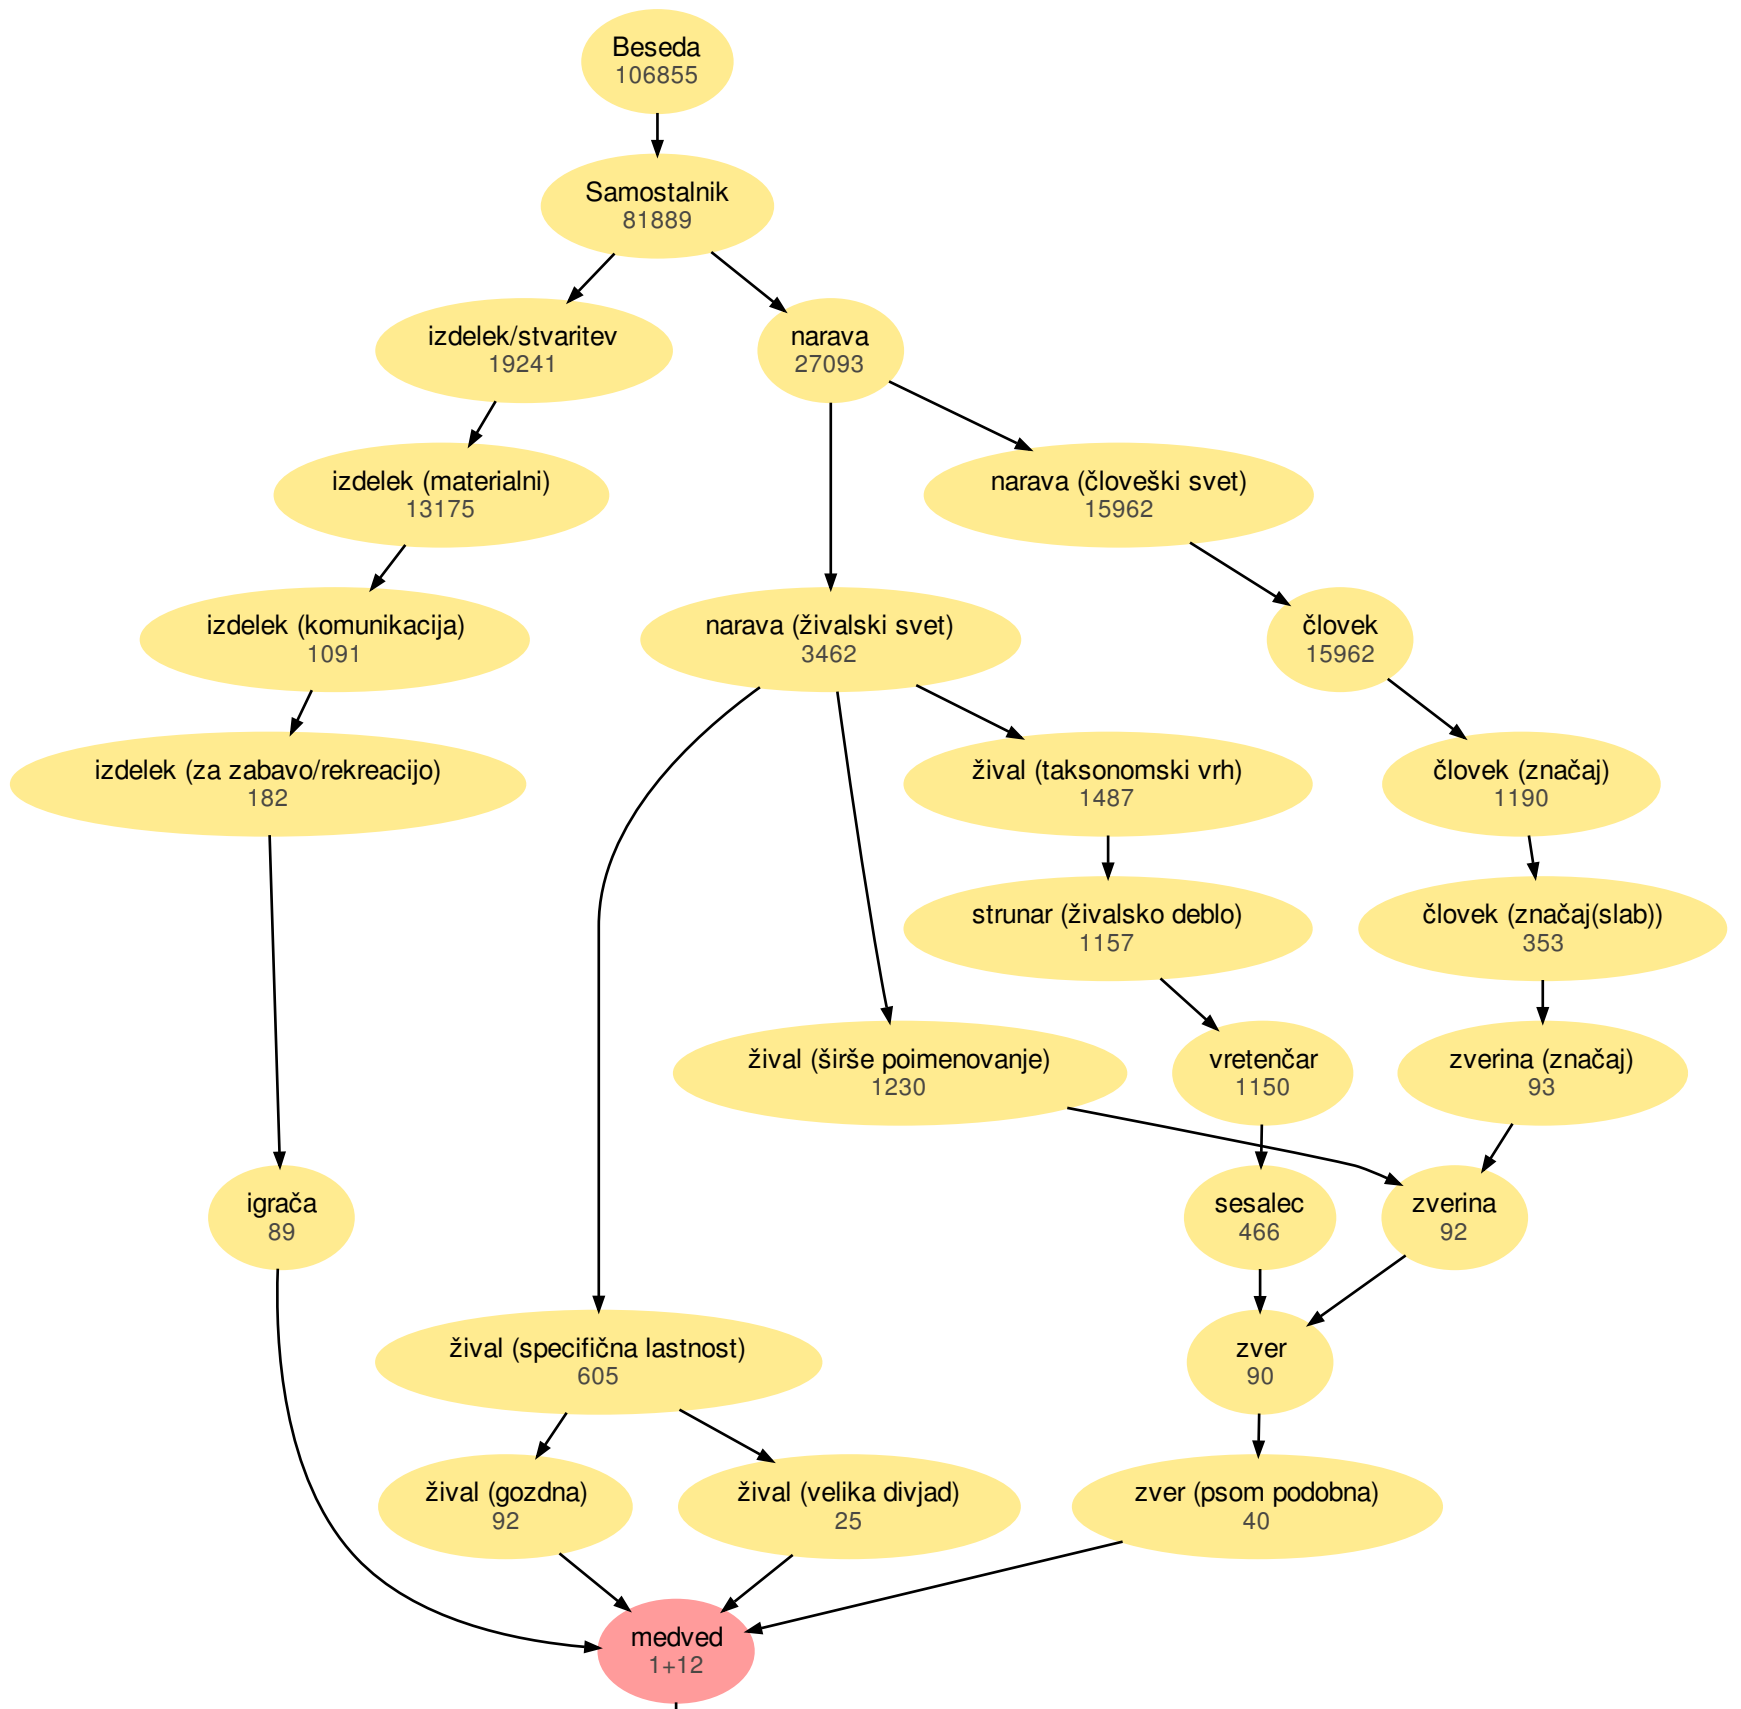 Beseda
106855
Samostalnik
81889
izdelek/stvaritev
19241
narava
27093
izdelek (materialni)
13175
narava (človeški svet)
15962
izdelek (komunikacija)
1091
narava (živalski svet)
3462
človek
15962
izdelek (za zabavo/rekreacijo)
182
žival (taksonomski vrh)
1487
človek (značaj)
1190
strunar (živalsko deblo)
1157
človek (značaj(slab))
353
žival (širše poimenovanje)
1230
vretenčar
1150
zverina (značaj)
93
igrača
89
sesalec
466
zverina
92
žival (specifična lastnost)
605
zver
90
žival (gozdna)
92
žival (velika divjad)
25
zver (psom podobna)
40
medved
1+12